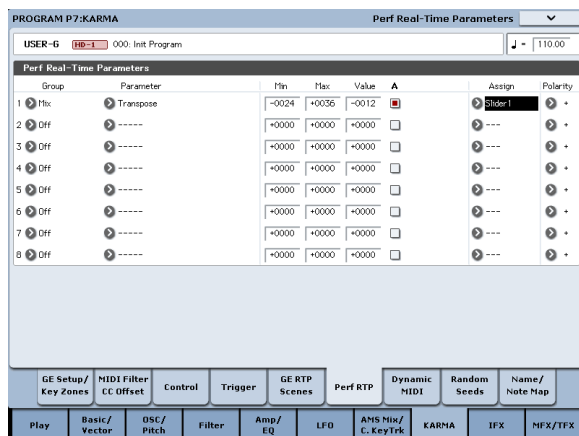 PROGRAM P7:KARMA Perf Real-Time Parameters
USER-G HD-1 000: Init Program ♩ = 110.00
Perf Real-Time Parameters
Group Parameter Min Max Value A Assign Polarity
1 Mix Transpose -0024 +0036 -0012 Slider1 +
2 Off ----- +0000 +0000 +0000 --- +
3 Off ----- +0000 +0000 +0000 --- +
4 Off ----- +0000 +0000 +0000 --- +
5 Off ----- +0000 +0000 +0000 --- +
6 Off ----- +0000 +0000 +0000 --- +
7 Off ----- +0000 +0000 +0000 --- +
8 Off ----- +0000 +0000 +0000 --- +
GE Setup/ Key Zones MIDI Filter CC Offset Control Trigger GE RTP Scenes Perf RTP Dynamic MIDI Random Seeds Name/ Note Map
Play Basic/ Vector OSC/ Pitch Filter Amp/ EQ LFO AMS Mix/ C. KeyTrk KARMA IFX MFX/TFX